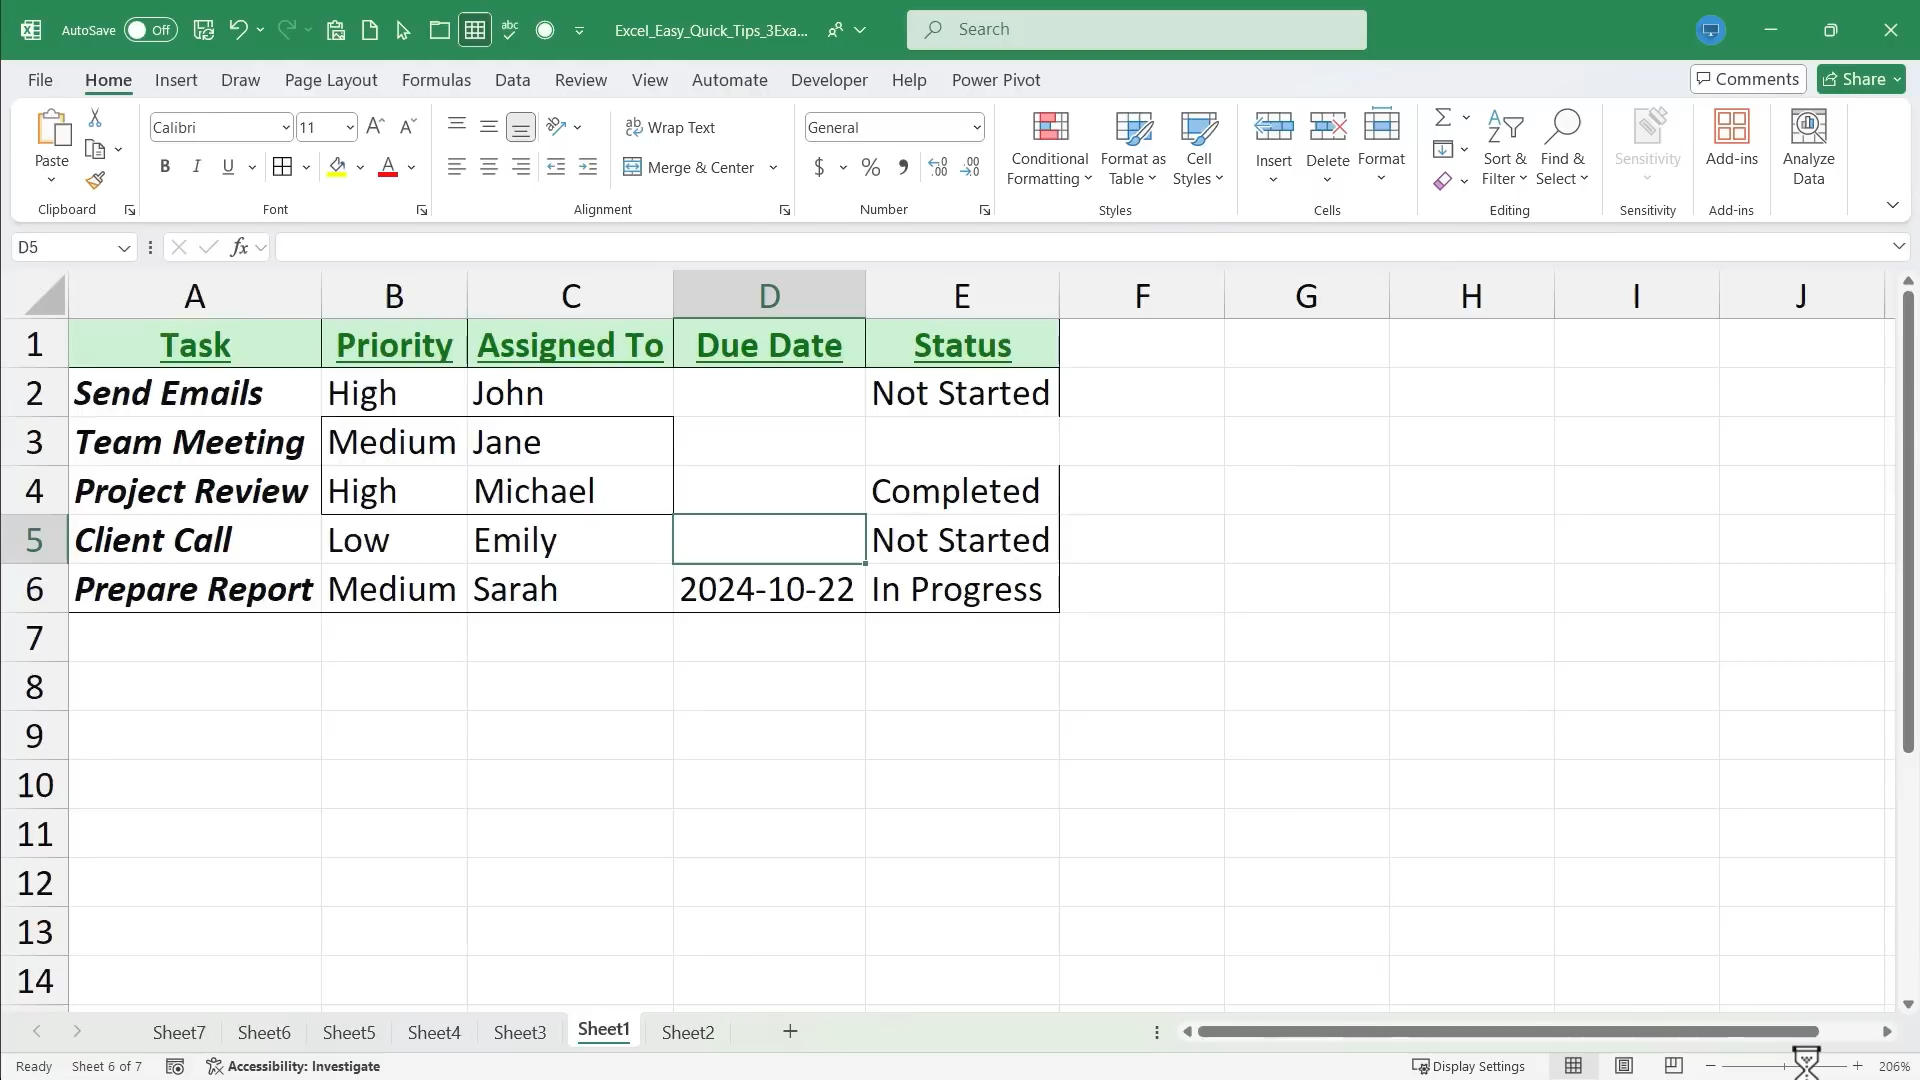 AutoSave Off abc Excel_Easy_Quick_Tips_3Exa... Search
File Home Insert Draw Page Layout Formulas Data Review View Automate Developer Help Power Pivot Comments Share
Paste Calibri 11 A A ab Wrap Text General Conditional Formatting Format as Table Cell Styles Insert Delete Format Sort & Filter Find & Select Sensitivity Add-ins Analyze Data
B I U A Merge & Center $ % , .00 .00
Clipboard Font Alignment Number Styles Cells Editing Sensitivity Add-ins
D5 fx
A B C D E F G H I J
1 Task Priority Assigned To Due Date Status
2 Send Emails High John Not Started
3 Team Meeting Medium Jane
4 Project Review High Michael Completed
5 Client Call Low Emily Not Started
6 Prepare Report Medium Sarah 2024-10-22 In Progress
7
8
9
10
11
12
13
14
Sheet7 Sheet6 Sheet5 Sheet4 Sheet3 Sheet1 Sheet2
Ready Sheet 6 of 7 Accessibility: Investigate Display Settings 206%